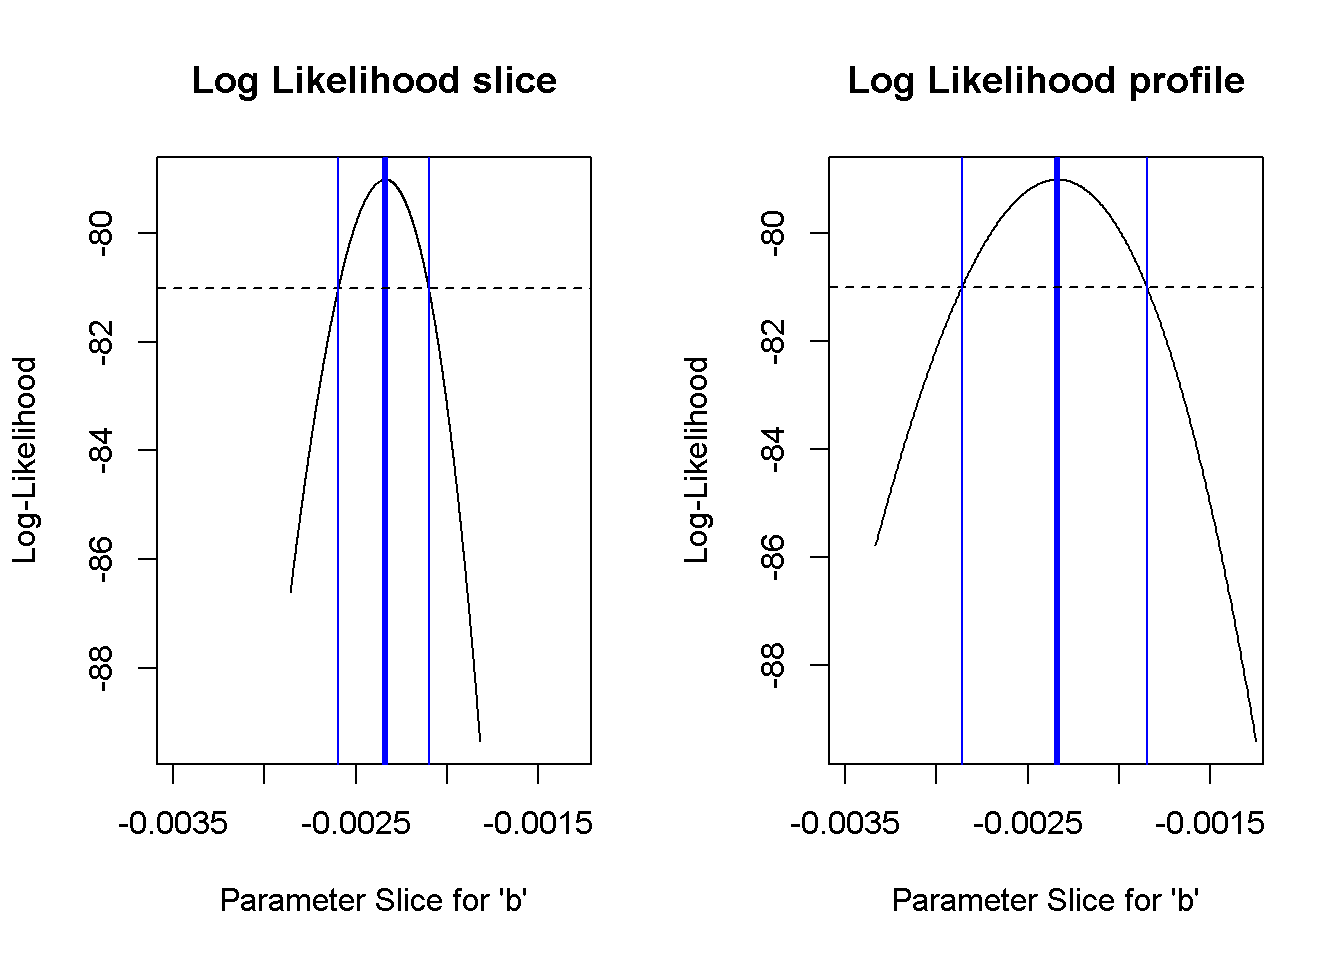 Log Likelihood slice
Log-Likelihood
-80
-82
-84
-86
-88
-0.0035
-0.0025
-0.0015
Parameter Slice for 'b'
Log Likelihood profile
Log-Likelihood
-80
-82
-84
-86
-88
-0.0035
-0.0025
-0.0015
Parameter Slice for 'b'